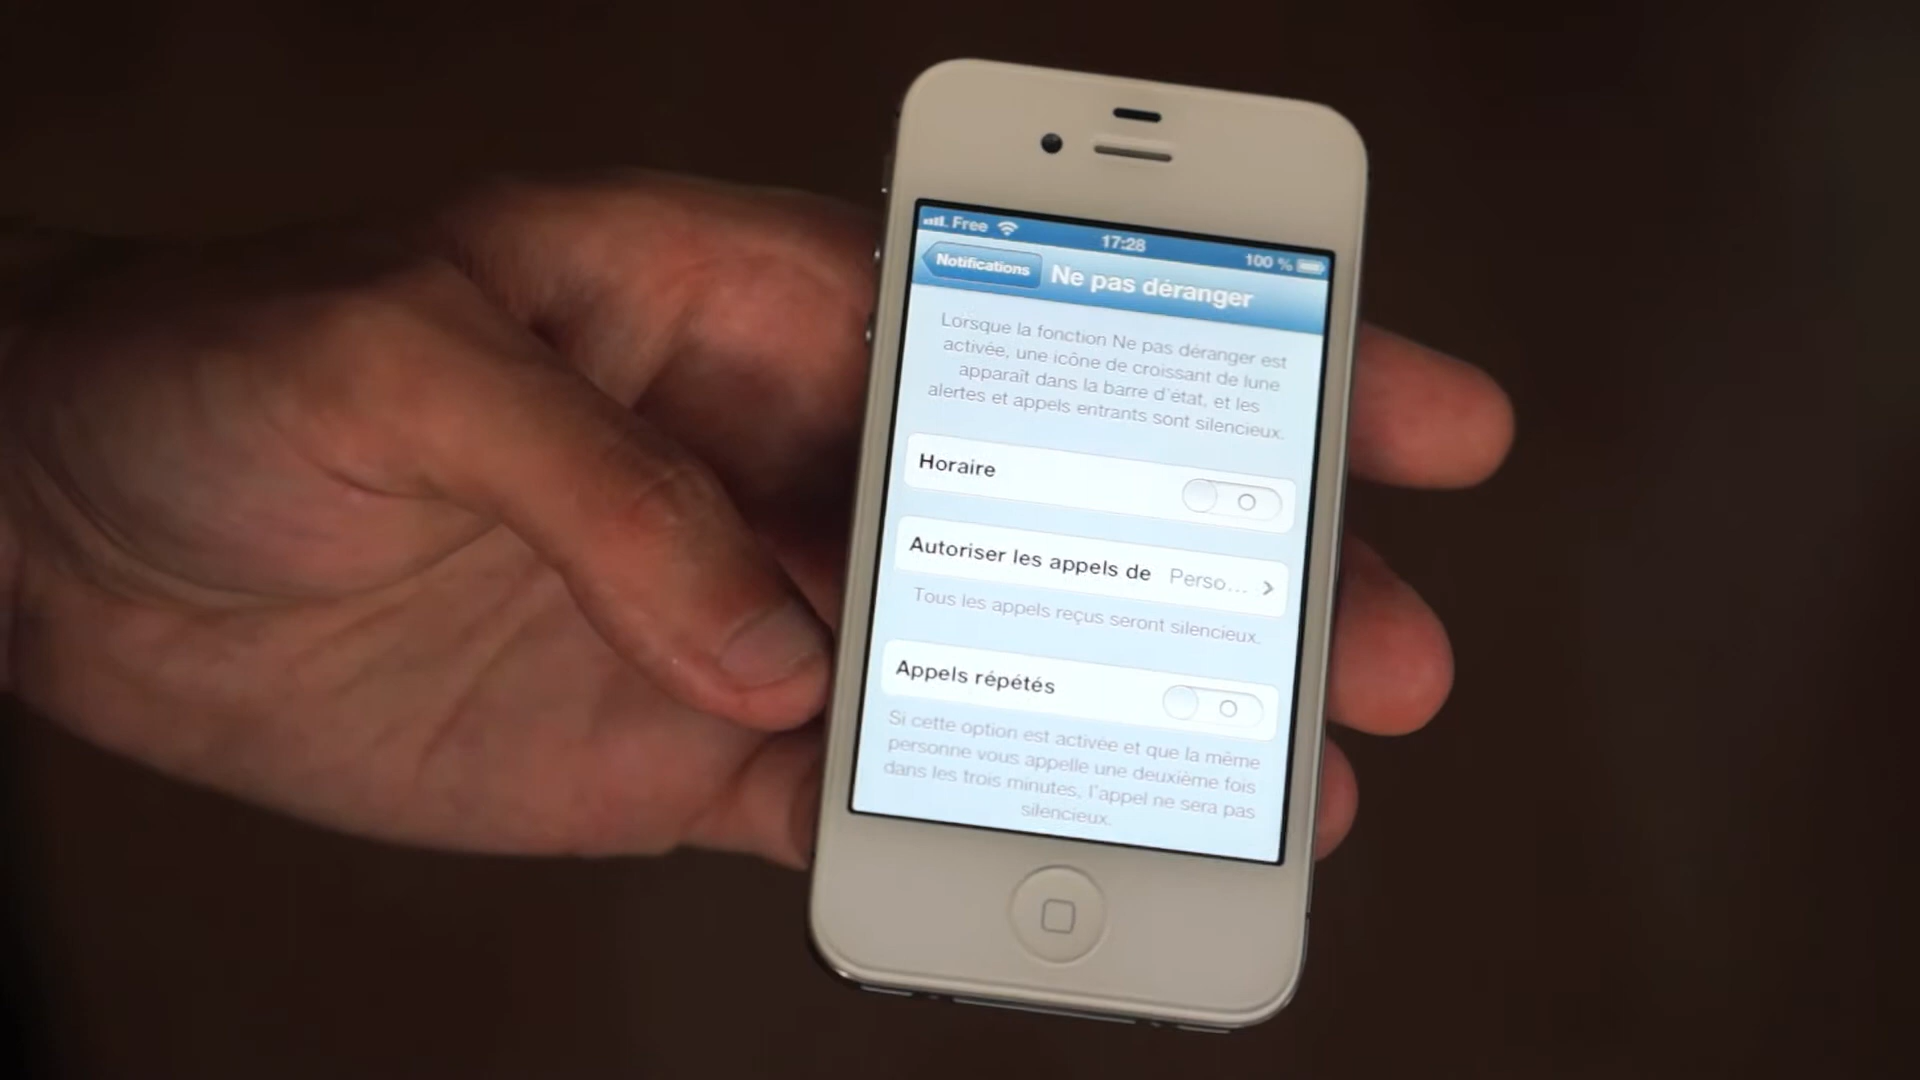 Free
17:28
100 %
Notifications
Ne pas déranger
Lorsque la fonction Ne pas déranger est
activée, une icône de croissant de lune
apparaît dans la barre d'état, et les
alertes et appels entrants sont silencieux.
Horaire
Autoriser les appels de Perso...
Tous les appels reçus seront silencieux.
Appels répétés
Si cette option est activée et que la même
personne vous appelle une deuxième fois
dans les trois minutes, l'appel ne sera pas
silencieux.